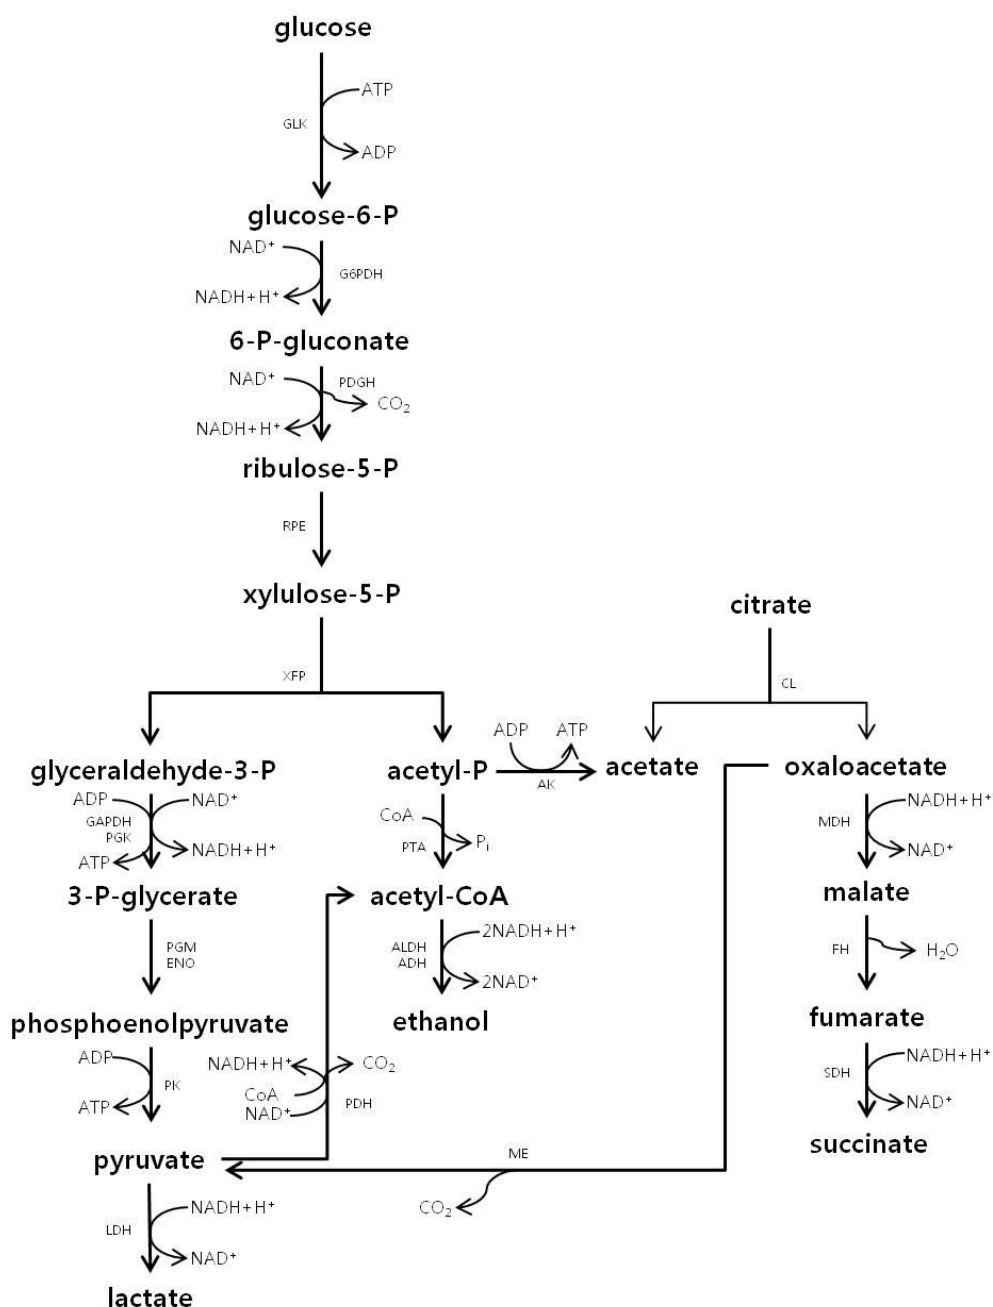 glucose
ATP
GLK
ADP
glucose-6-P
NAD⁺
G6PDH
NADH+H⁺
6-P-gluconate
NAD⁺
PDGH
CO₂
NADH+H⁺
ribulose-5-P
RPE
xylulose-5-P
XFP
citrate
CL
glyceraldehyde-3-P
acetyl-P
ADP
ATP
AK
acetate
oxaloacetate
ADP
NAD⁺
GAPDH
PGK
ATP
NADH+H⁺
CoA
PTA
Pᵢ
NADH+H⁺
MDH
NAD⁺
3-P-glycerate
acetyl-CoA
malate
PGM
ENO
ALDH
ADH
2NADH+H⁺
2NAD⁺
FH
H₂O
phosphoenolpyruvate
ethanol
fumarate
ADP
PK
ATP
NADH+H⁺
CO₂
CoA
NAD⁺
PDH
NADH+H⁺
SDH
NAD⁺
pyruvate
succinate
ME
CO₂
NADH+H⁺
LDH
NAD⁺
lactate